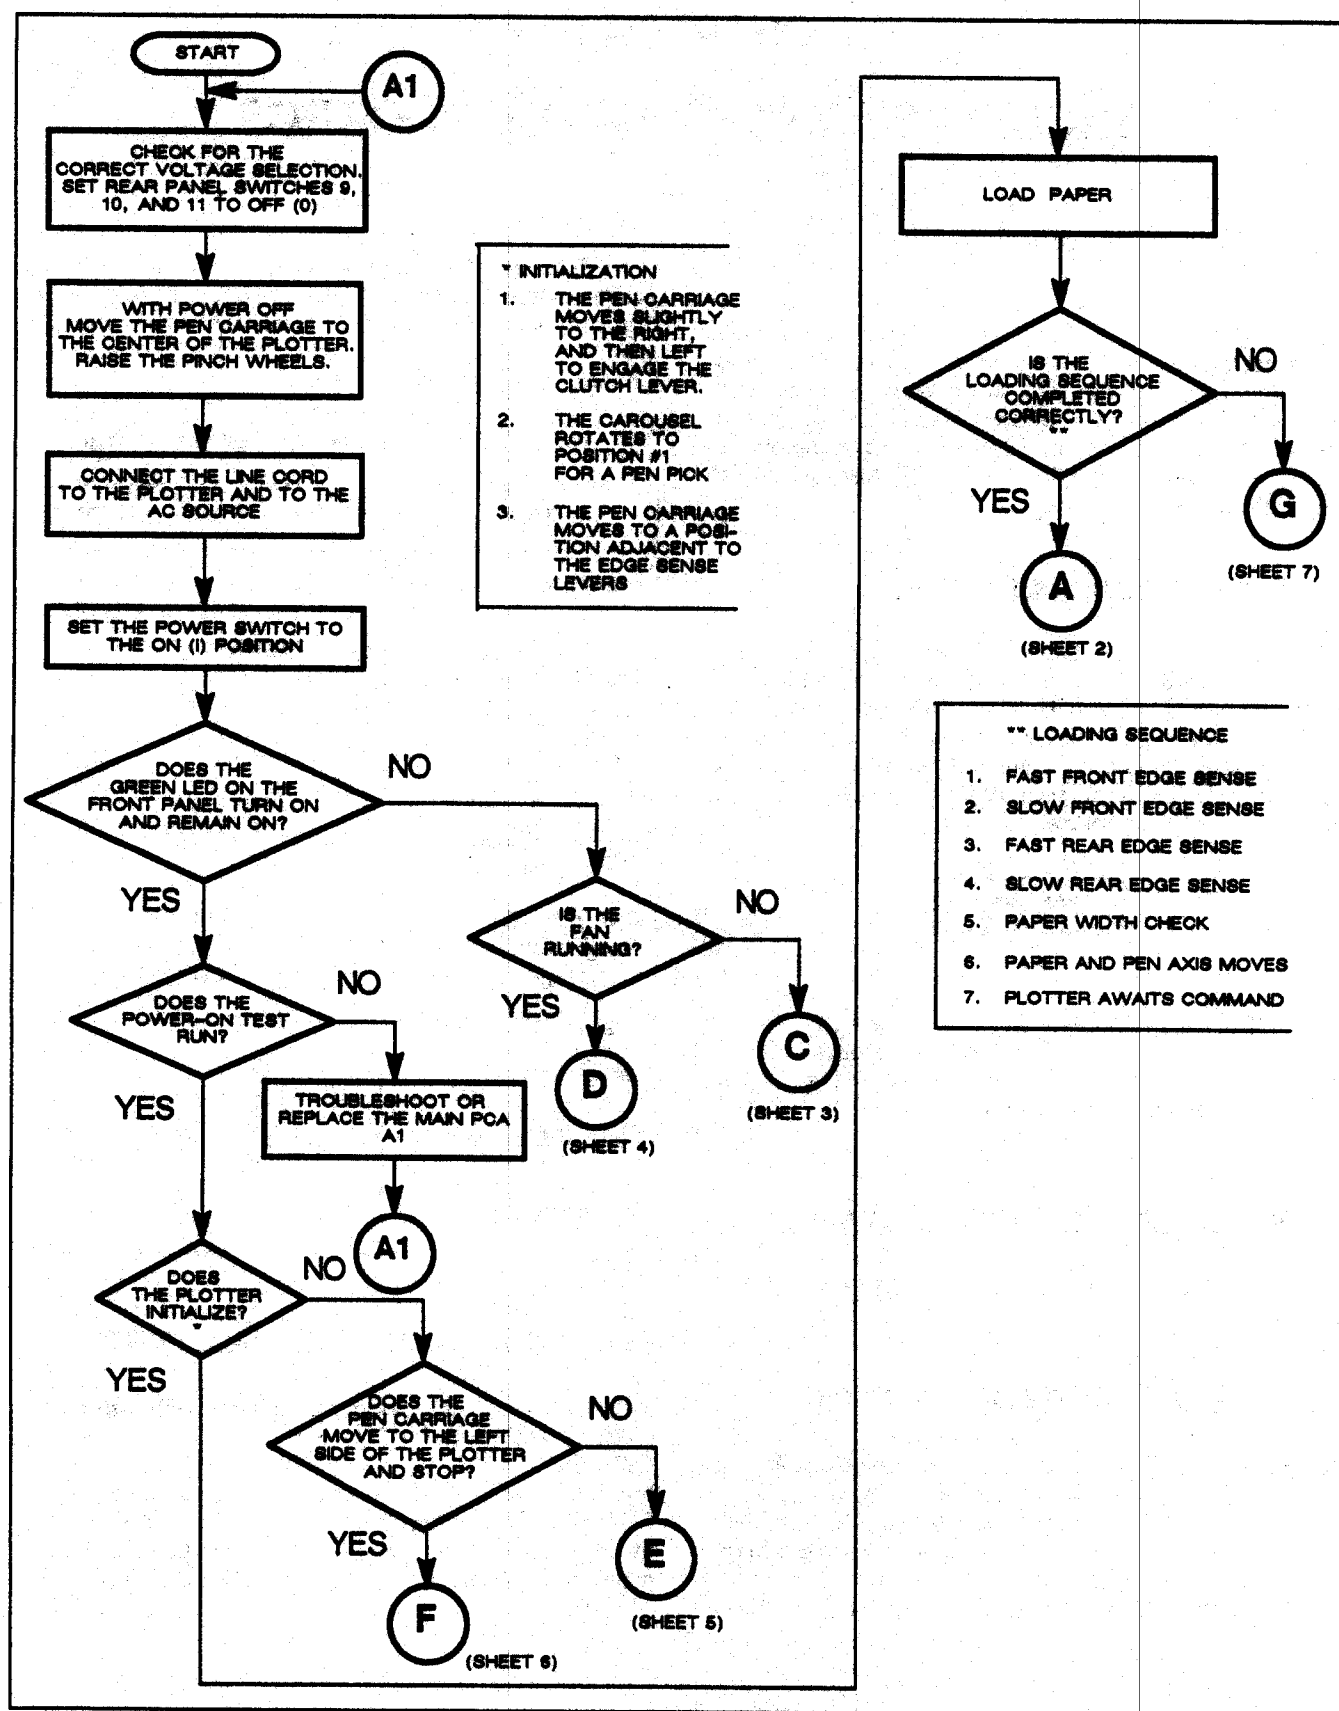 START
A1
CHECK FOR THE
CORRECT VOLTAGE SELECTION.
SET REAR PANEL SWITCHES 9,
10, AND 11 TO OFF (0)
WITH POWER OFF
MOVE THE PEN CARRIAGE TO
THE CENTER OF THE PLOTTER.
RAISE THE PINCH WHEELS.
CONNECT THE LINE CORD
TO THE PLOTTER AND TO THE
AC SOURCE
SET THE POWER SWITCH TO
THE ON (I) POSITION
DOES THE
GREEN LED ON THE
FRONT PANEL TURN ON
AND REMAIN ON?
NO
YES
IS THE
FAN
RUNNING?
NO
YES
C
(SHEET 3)
D
(SHEET 4)
DOES THE
POWER-ON TEST
RUN?
NO
YES
TROUBLESHOOT OR
REPLACE THE MAIN PCA
A1
A1
DOES
THE PLOTTER
INITIALIZE?
*
NO
YES
DOES THE
PEN CARRIAGE
MOVE TO THE LEFT
SIDE OF THE PLOTTER
AND STOP?
NO
YES
E
(SHEET 5)
F
(SHEET 6)
* INITIALIZATION
1. THE PEN CARRIAGE
MOVES SLIGHTLY
TO THE RIGHT,
AND THEN LEFT
TO ENGAGE THE
CLUTCH LEVER.
2. THE CAROUSEL
ROTATES TO
POSITION #1
FOR A PEN PICK
3. THE PEN CARRIAGE
MOVES TO A POSI-
TION ADJACENT TO
THE EDGE SENSE
LEVERS
LOAD PAPER
IS THE
LOADING SEQUENCE
COMPLETED
CORRECTLY?
**
NO
YES
G
(SHEET 7)
A
(SHEET 2)
** LOADING SEQUENCE
1. FAST FRONT EDGE SENSE
2. SLOW FRONT EDGE SENSE
3. FAST REAR EDGE SENSE
4. SLOW REAR EDGE SENSE
5. PAPER WIDTH CHECK
6. PAPER AND PEN AXIS MOVES
7. PLOTTER AWAITS COMMAND